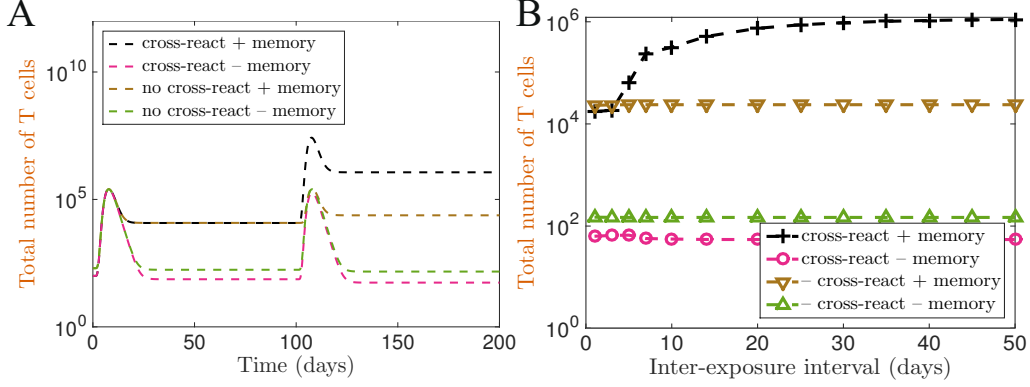 A
Total number of T cells
10^10
10^5
10^0
cross-react + memory
cross-react – memory
no cross-react + memory
no cross-react – memory
0
50
100
150
200
Time (days)
B
Total number of T cells
10^6
10^4
10^2
10^0
cross-react + memory
cross-react – memory
– cross-react + memory
– cross-react – memory
0
10
20
30
40
50
Inter-exposure interval (days)